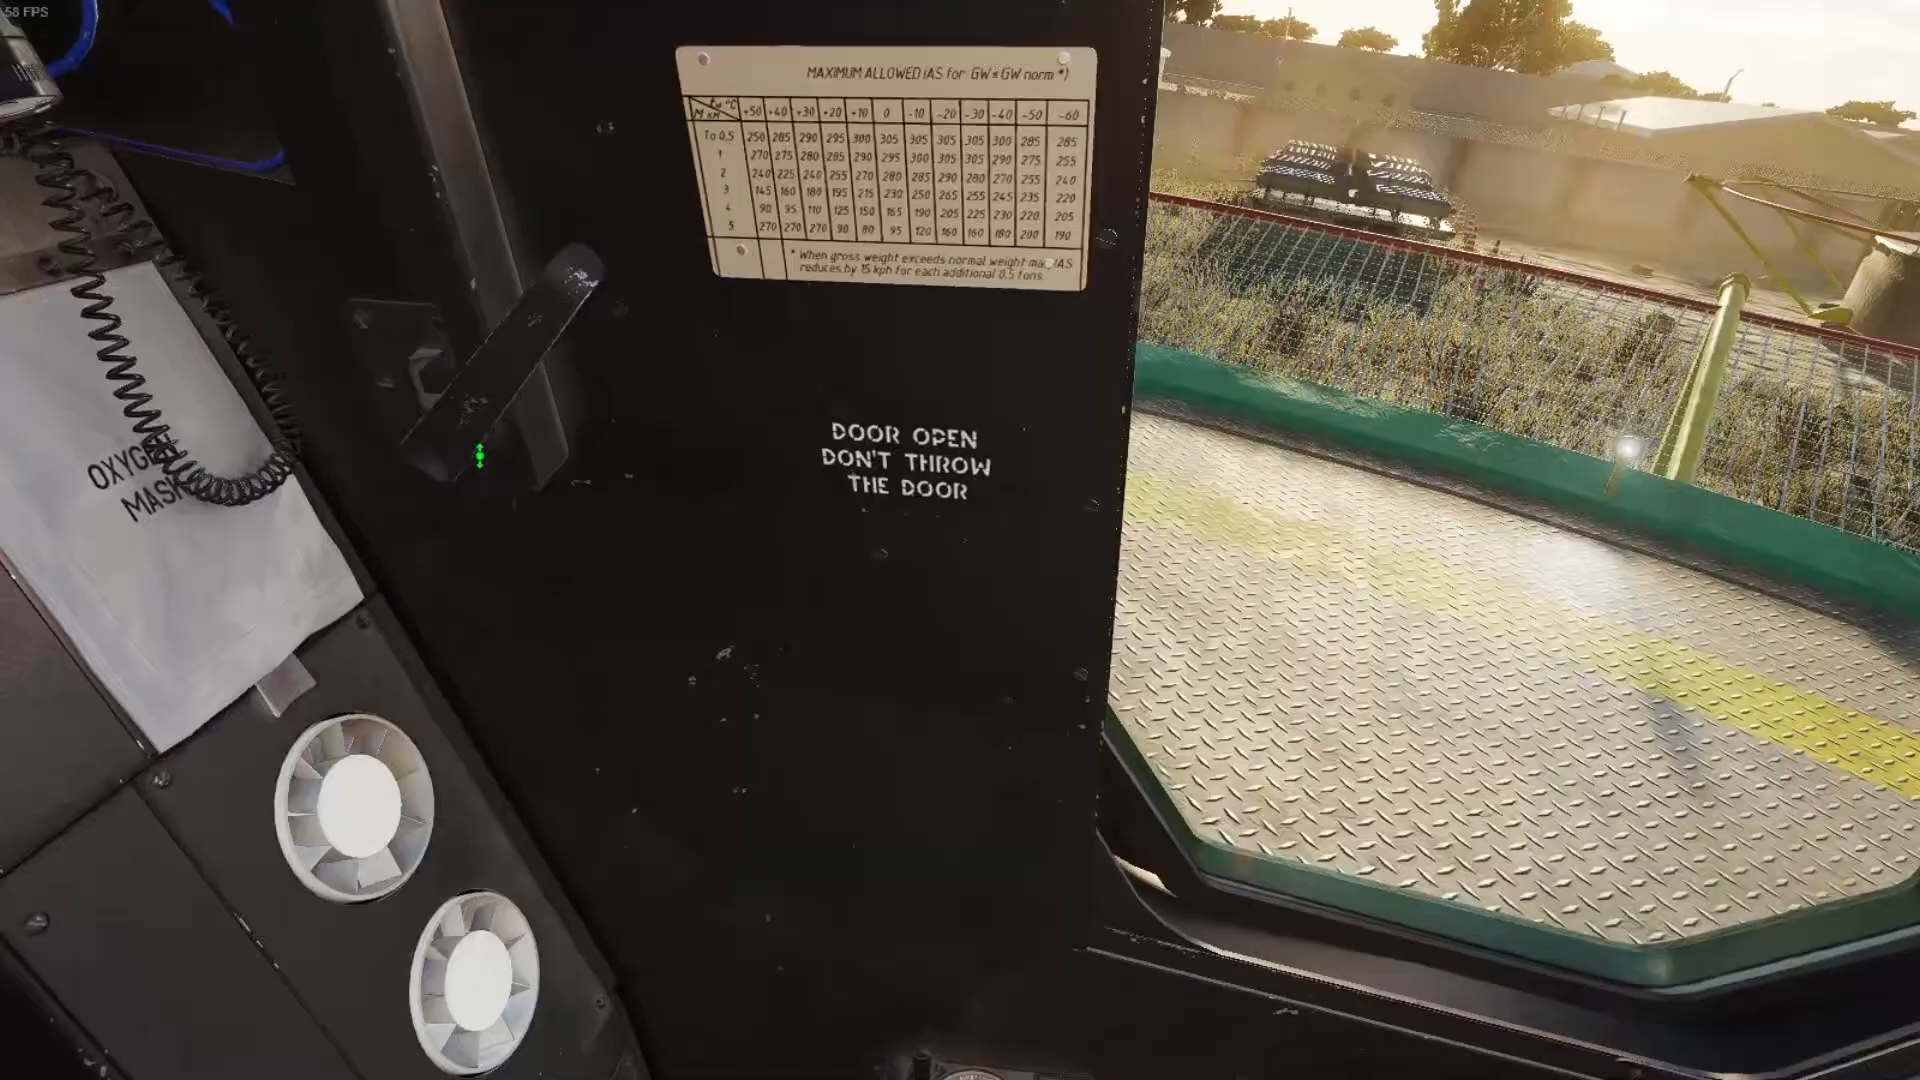 58 FPS
MAXIMUM ALLOWED IAS for GW ≤ GW norm *)
°C +50 +40 +30 +20 +10 0 -10 -20 -30 -40 -50 -60
To 0,5 250 285 290 295 300 305 305 305 305 300 285 285
1 270 275 280 285 290 295 300 305 305 290 275 255
2 240 225 240 255 270 280 285 290 280 270 255 240
3 145 160 180 195 215 230 250 265 255 245 235 220
4 90 95 110 125 150 165 190 205 225 230 220 205
5 270 270 270 90 80 95 120 160 160 180 200 190
* When gross weight exceeds normal weight max IAS
reduces by 15 kph for each additional 0.5 tons
DOOR OPEN
DON'T THROW
THE DOOR
OXYGEN
MASK